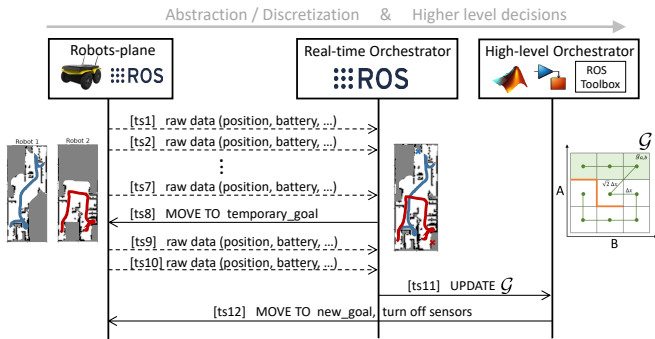 Abstraction / Discretization & Higher level decisions
Robots-plane
ROS
Real-time Orchestrator
ROS
High-level Orchestrator
ROS
Toolbox
[ts1] raw data (position, battery, ...)
[ts2] raw data (position, battery, ...)
⋮
Robot 1
Robot 2
[ts7] raw data (position, battery, ...)
[ts8] MOVE TO temporary_goal
[ts9] raw data (position, battery, ...)
[ts10] raw data (position, battery, ...)
[ts11] UPDATE 𝒢
[ts12] MOVE TO new_goal, turn off sensors
𝒢
A
√2 Δs
Δs
B